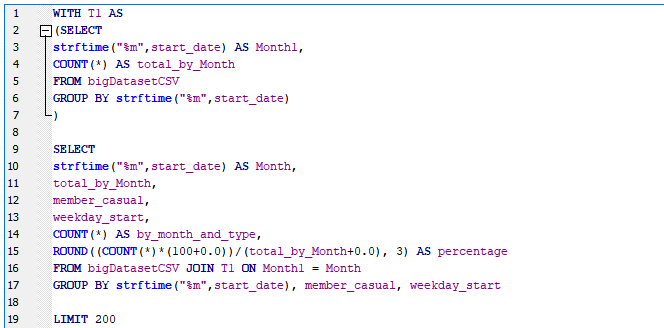 1 WITH T1 AS
2 (SELECT
3 strftime("%m",start_date) AS Month1,
4 COUNT(*) AS total_by_Month
5 FROM bigDatasetCSV
6 GROUP BY strftime("%m",start_date)
7 )
8
9 SELECT
10 strftime("%m",start_date) AS Month,
11 total_by_Month,
12 member_casual,
13 weekday_start,
14 COUNT(*) AS by_month_and_type,
15 ROUND((COUNT(*)*(100+0.0))/(total_by_Month+0.0), 3) AS percentage
16 FROM bigDatasetCSV JOIN T1 ON Month1 = Month
17 GROUP BY strftime("%m",start_date), member_casual, weekday_start
18
19 LIMIT 200